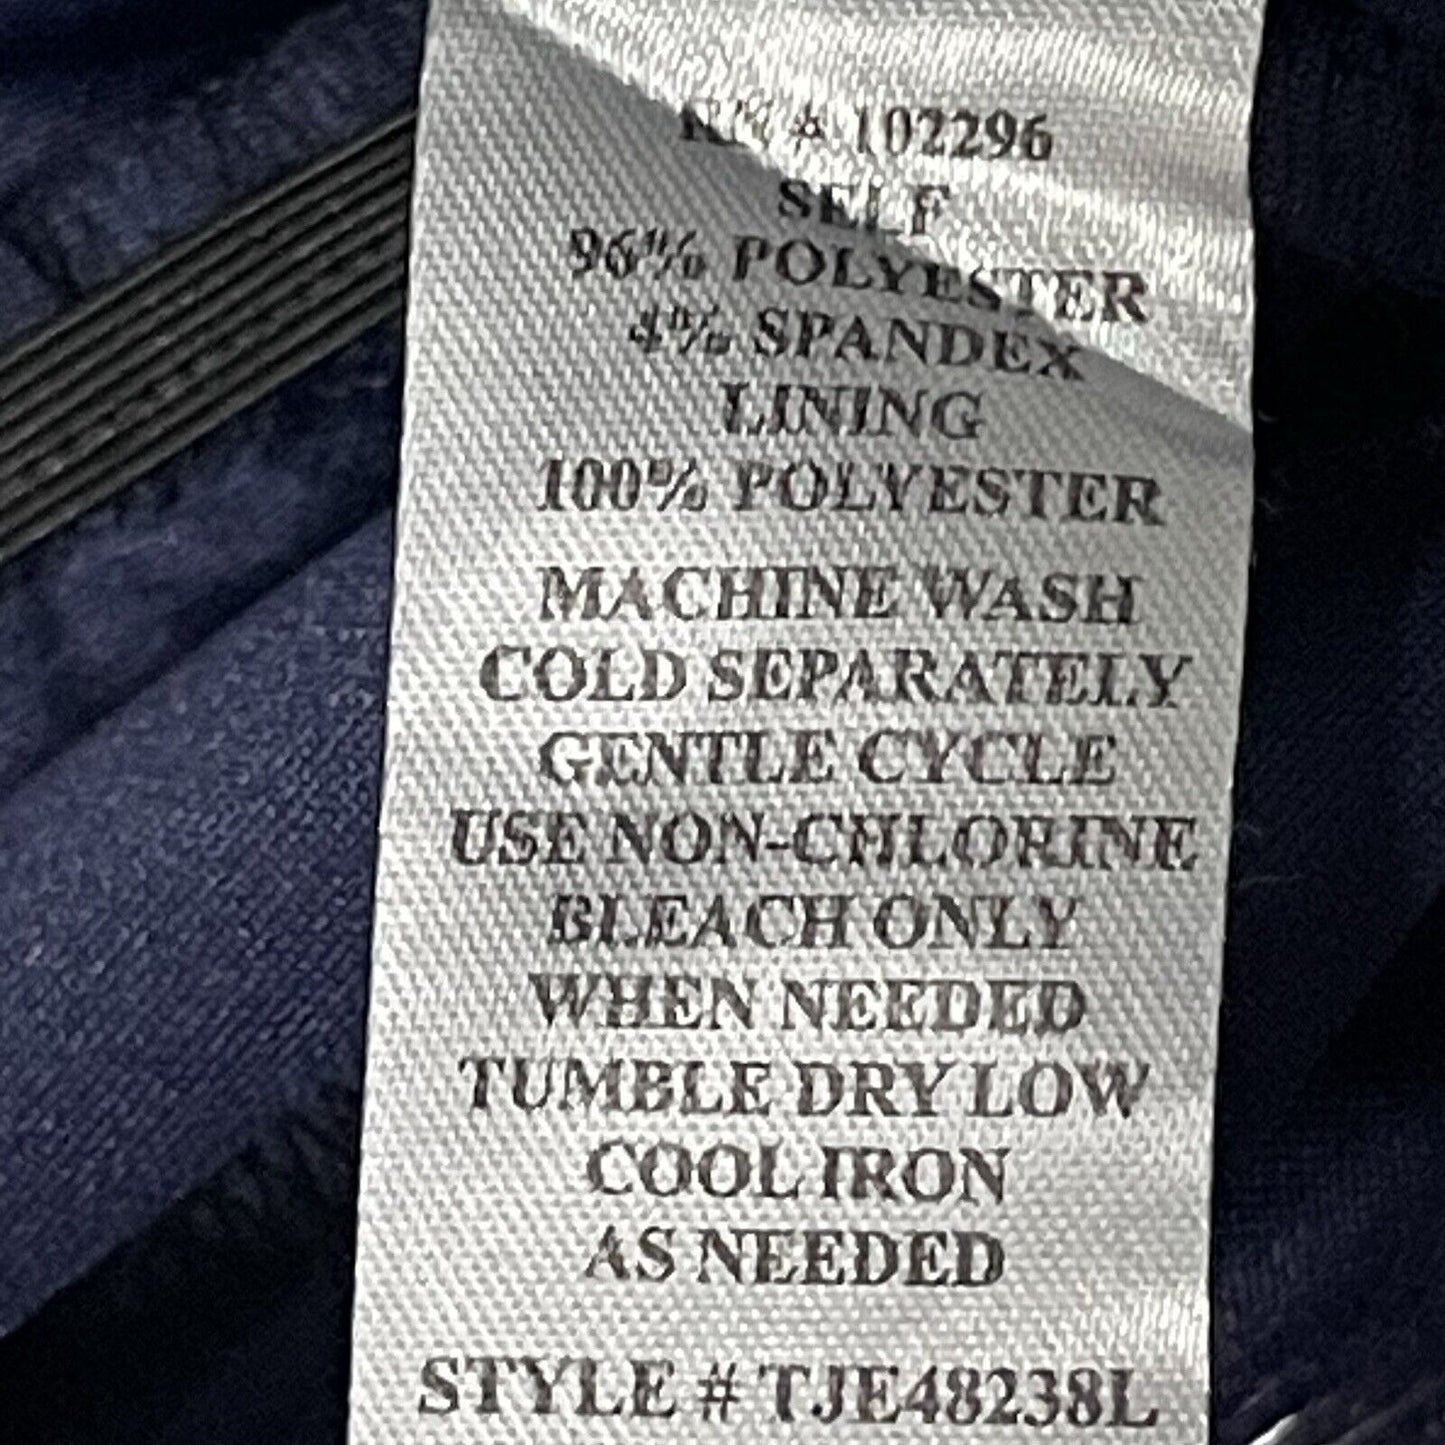 RN # 102296
SELF
96% POLYESTER
4% SPANDEX
LINING
100% POLYESTER
MACHINE WASH
COLD SEPARATELY
GENTLE CYCLE
USE NON-CHLORINE
BLEACH ONLY
WHEN NEEDED
TUMBLE DRY LOW
COOL IRON
AS NEEDED
STYLE # TJE48238L